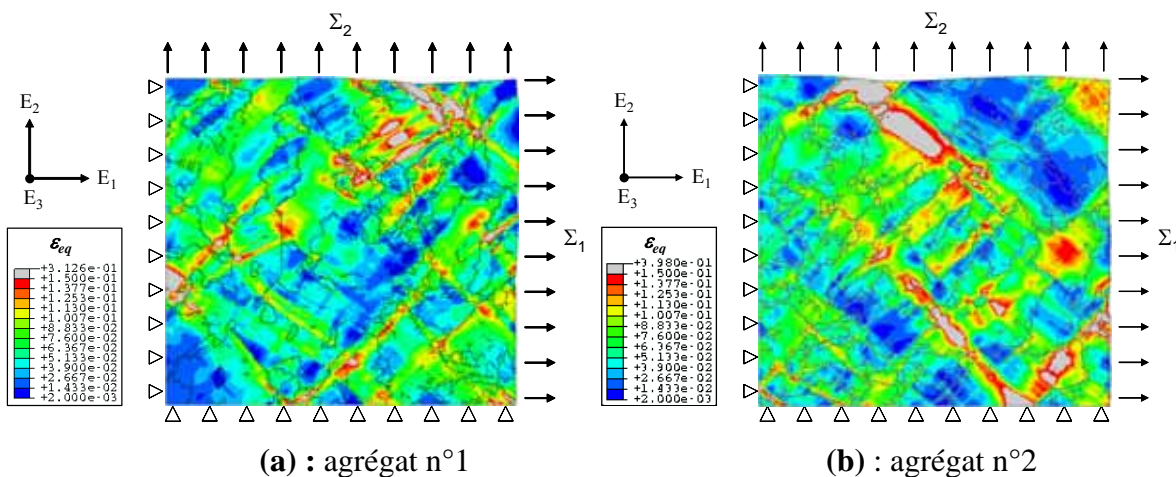 Σ2
E2
E1
E3
εeq
+3.126e-01
+1.500e-01
+1.377e-01
+1.253e-01
+1.130e-01
+1.007e-01
+8.833e-02
+7.600e-02
+6.367e-02
+5.133e-02
+3.900e-02
+2.667e-02
+1.433e-02
+2.000e-03
Σ1
(a) : agrégat n°1
Σ2
E2
E1
E3
εeq
+3.980e-01
+1.500e-01
+1.377e-01
+1.253e-01
+1.130e-01
+1.007e-01
+8.833e-02
+7.600e-02
+6.367e-02
+5.133e-02
+3.900e-02
+2.667e-02
+1.433e-02
+2.000e-03
Σ
(b) : agrégat n°2